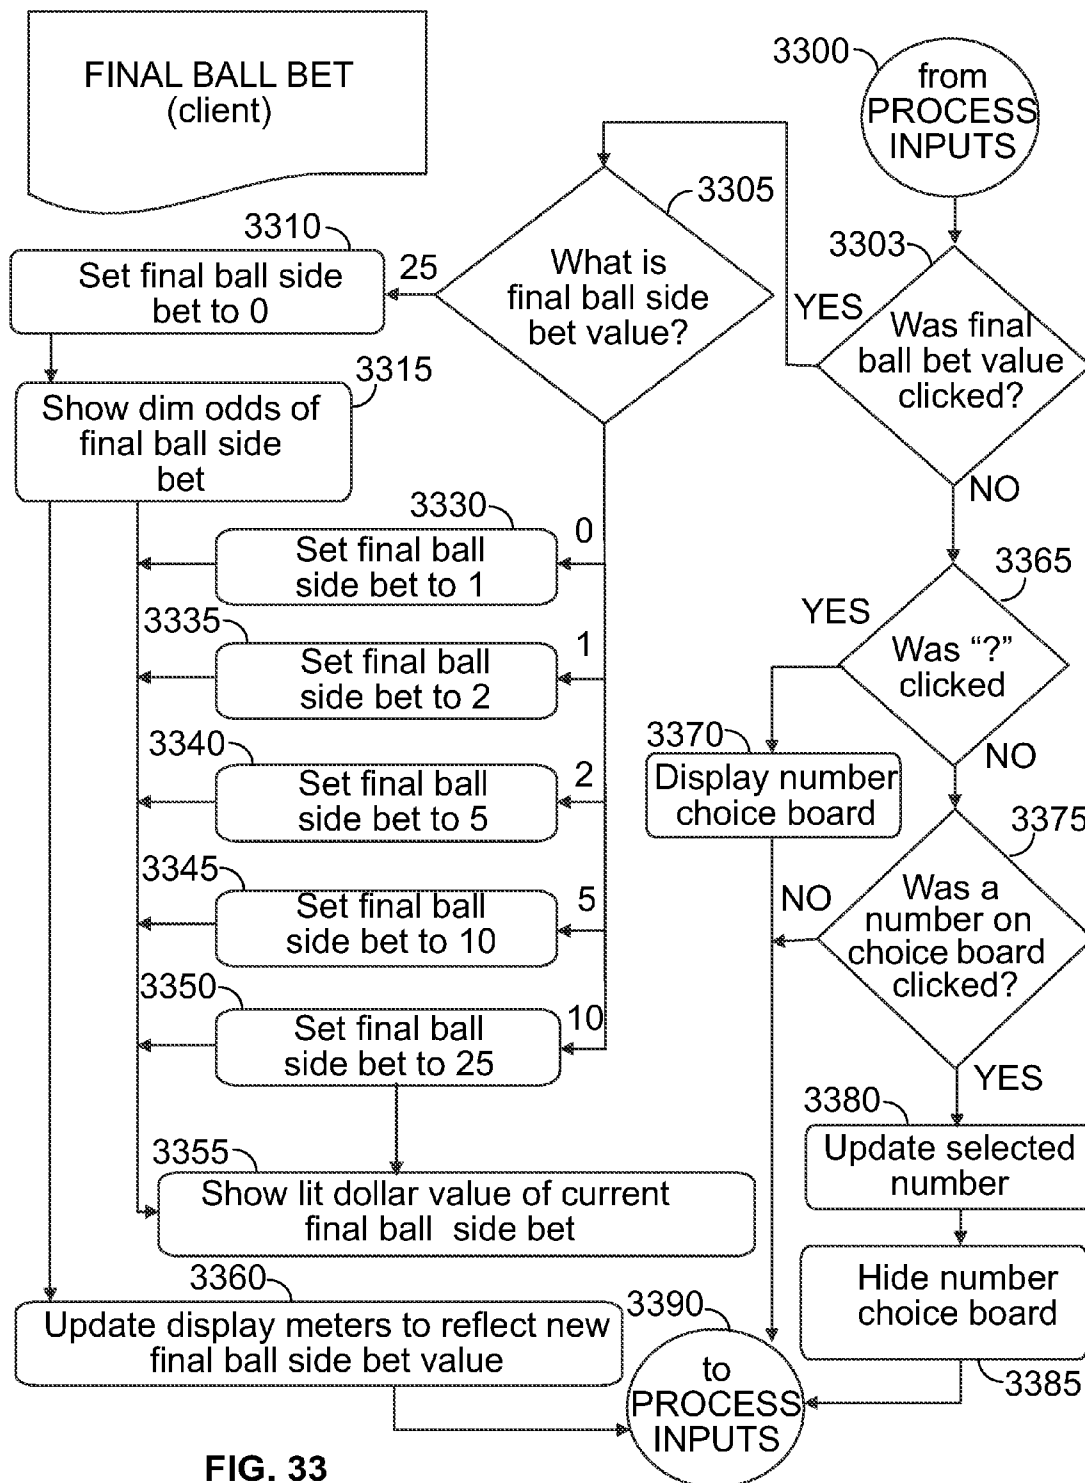 FINAL BALL BET
(client)
3300
from
PROCESS
INPUTS
3303
YES
Was final
ball bet value
clicked?
NO
3305
What is
final ball side
bet value?
25
3310
Set final ball side
bet to 0
3315
Show dim odds of
final ball side
bet
3330
0
Set final ball
side bet to 1
3335
1
Set final ball
side bet to 2
3340
2
Set final ball
side bet to 5
3345
5
Set final ball
side bet to 10
3350
10
Set final ball
side bet to 25
3355
Show lit dollar value of current
final ball side bet
3360
Update display meters to reflect new
final ball side bet value
3365
YES
Was “?”
clicked
NO
3370
Display number
choice board
3375
NO
Was a
number on
choice board
clicked?
YES
3380
Update selected
number
Hide number
choice board
3385
3390
to
PROCESS
INPUTS
FIG. 33